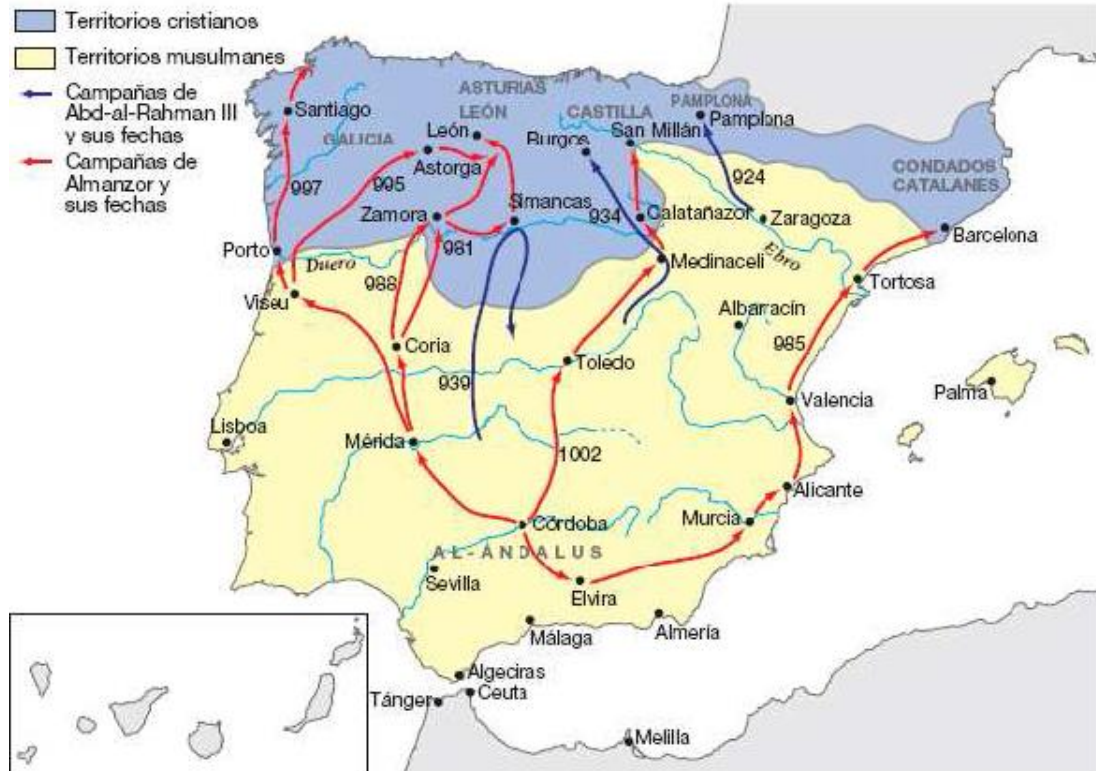 Territorios cristianos
Territorios musulmanes
Campañas de
Abd-al-Rahman III
y sus fechas
Campañas de
Almanzor y
sus fechas
ASTURIAS
LEÓN
CASTILLA
PAMPLONA
Pamplona
Santiago
GALICIA
León
Burgos
San Millán
Astorga
CONDADOS
CATALANES
997
995
924
Zamora
Simancas
934
Calatañazor
Zaragoza
981
Barcelona
Porto
Duero
Medinaceli
Ebro
988
Tortosa
Viseu
Albarracín
Coria
985
Toledo
939
Palma
Valencia
Lisboa
Mérida
1002
Alicante
Murcia
Córdoba
AL-ÁNDALUS
Sevilla
Elvira
Málaga
Almería
Algeciras
Tánger
Ceuta
Melilla